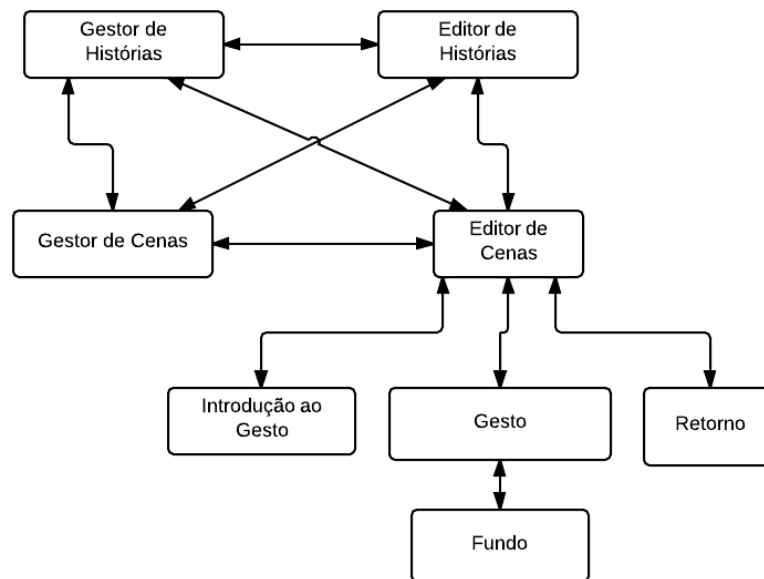 Gestor de
Histórias
Editor de
Histórias
Gestor de Cenas
Editor de
Cenas
Introdução ao
Gesto
Gesto
Retorno
Fundo